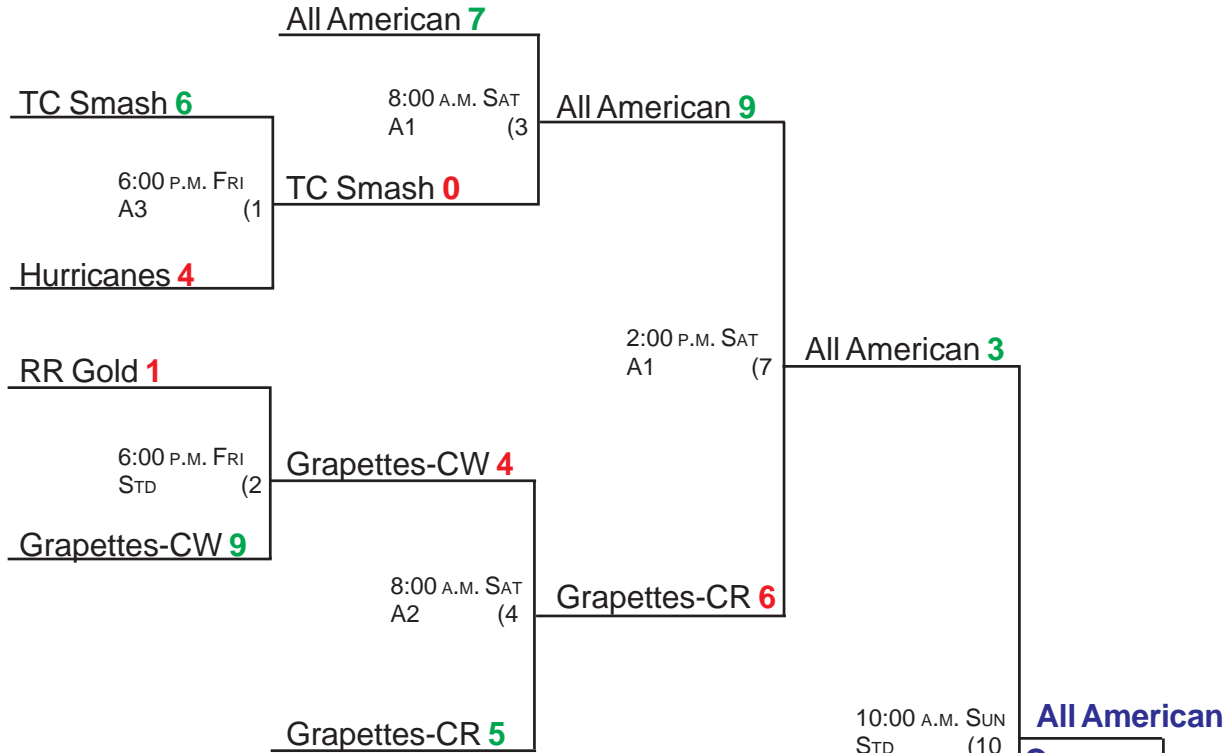 All American 7
TC Smash 6
8:00 A.M. SAT
A1 (3
All American 9
6:00 P.M. FRI
A3 (1
TC Smash 0
Hurricanes 4
2:00 P.M. SAT
A1 (7
All American 3
RR Gold 1
6:00 P.M. FRI
STD (2
Grapettes-CW 4
Grapettes-CW 9
8:00 A.M. SAT
A2 (4
Grapettes-CR 6
Grapettes-CR 5
10:00 A.M. SUN
STD (10
All American